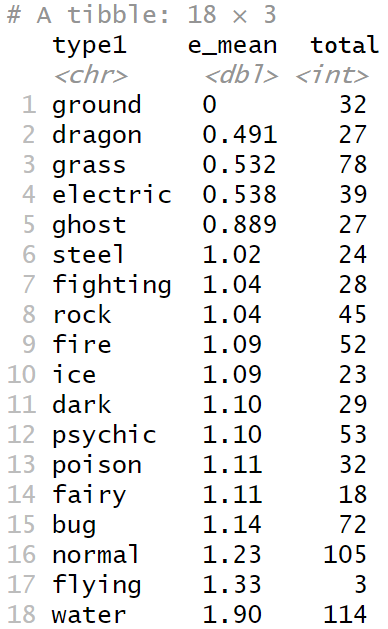 # A tibble: 18 × 3
type1 e_mean total
<chr> <dbl> <int>
1 ground 0 32
2 dragon 0.491 27
3 grass 0.532 78
4 electric 0.538 39
5 ghost 0.889 27
6 steel 1.02 24
7 fighting 1.04 28
8 rock 1.04 45
9 fire 1.09 52
10 ice 1.09 23
11 dark 1.10 29
12 psychic 1.10 53
13 poison 1.11 32
14 fairy 1.11 18
15 bug 1.14 72
16 normal 1.23 105
17 flying 1.33 3
18 water 1.90 114